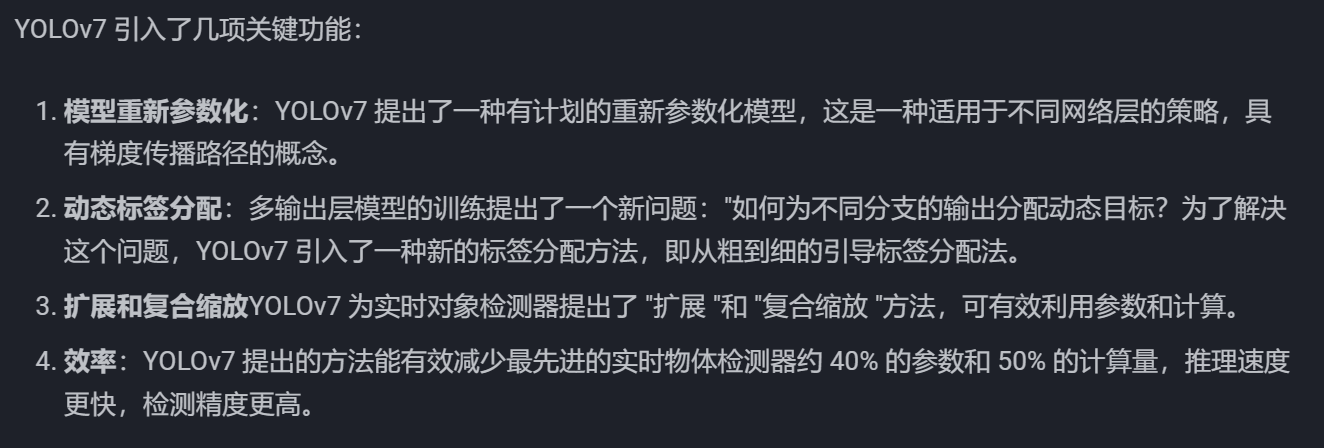 YOLOv7 引入了几项关键功能：
1. 模型重新参数化：YOLOv7 提出了一种有计划的重新参数化模型，这是一种适用于不同网络层的策略，具
有梯度传播路径的概念。
2. 动态标签分配：多输出层模型的训练提出了一个新问题："如何为不同分支的输出分配动态目标？为了解决
这个问题，YOLOv7 引入了一种新的标签分配方法，即从粗到细的引导标签分配法。
3. 扩展和复合缩放YOLOv7 为实时对象检测器提出了 "扩展 "和 "复合缩放 "方法，可有效利用参数和计算。
4. 效率：YOLOv7 提出的方法能有效减少最先进的实时物体检测器约 40% 的参数和 50% 的计算量，推理速度
更快，检测精度更高。